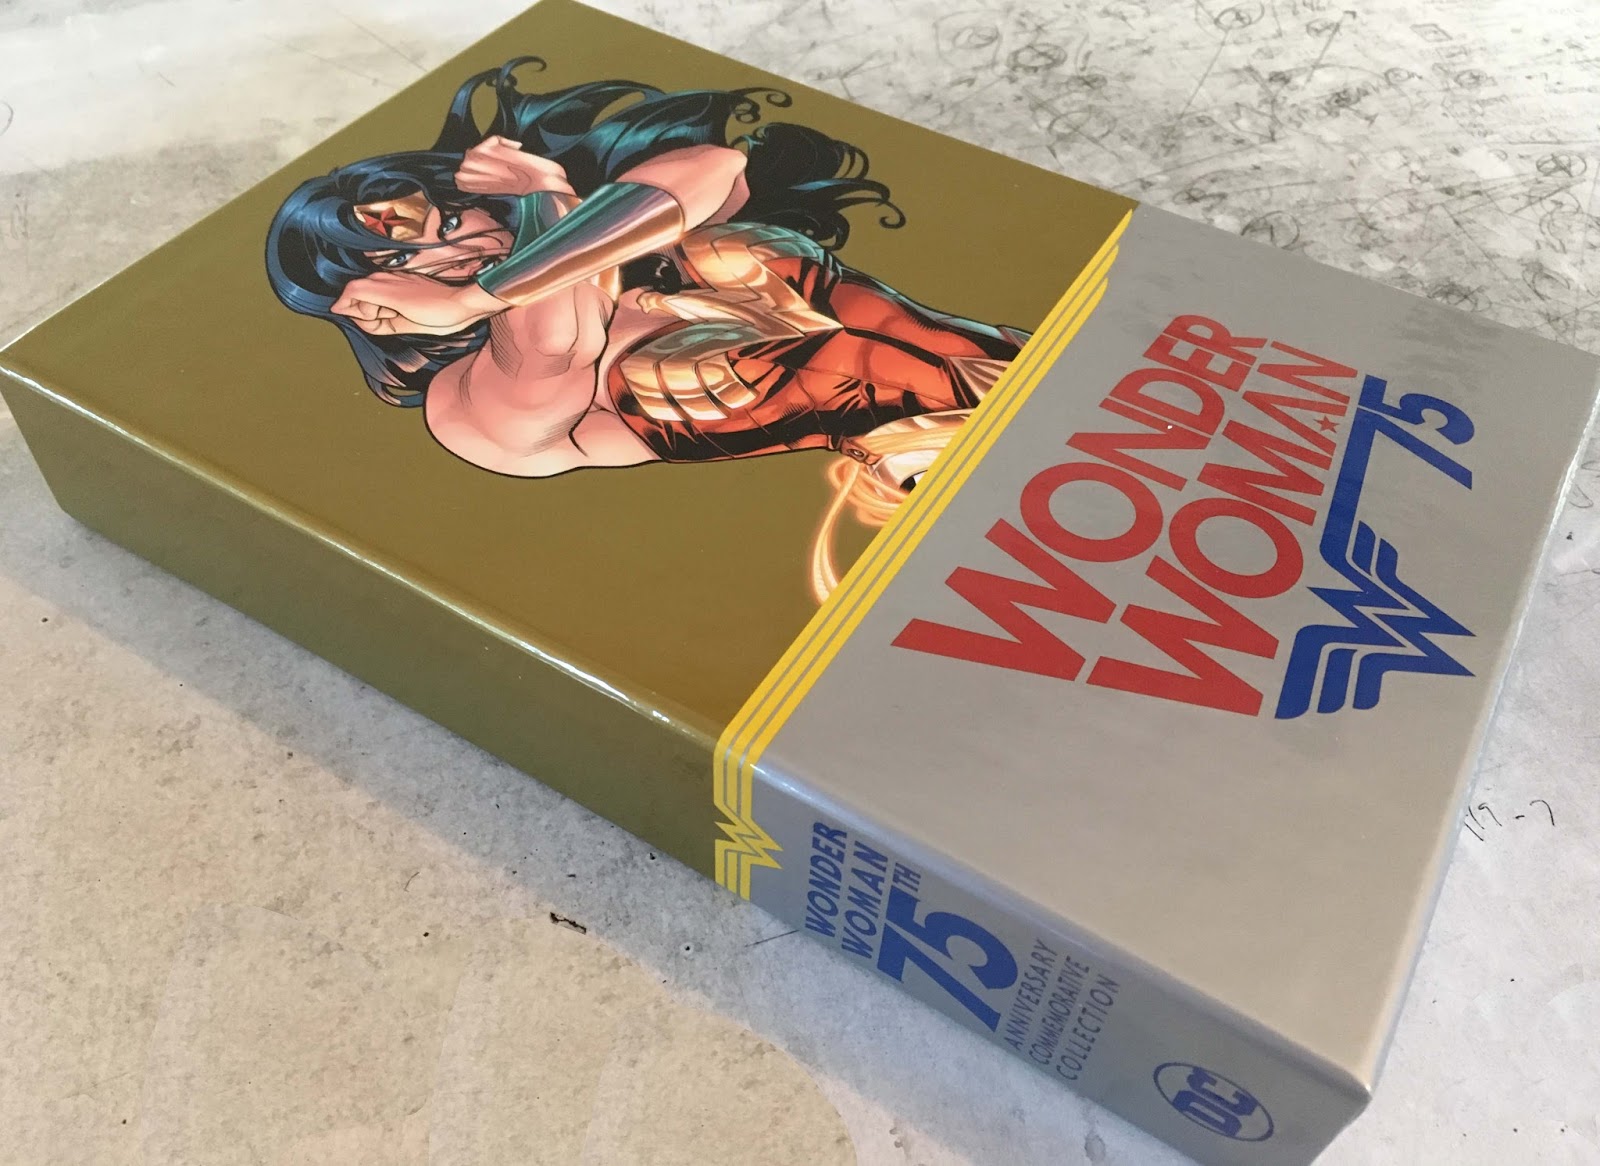 WONDER
WOMAN
75
WONDER
WOMAN
75TH
ANNIVERSARY
COMMEMORATIVE
COLLECTION
DC